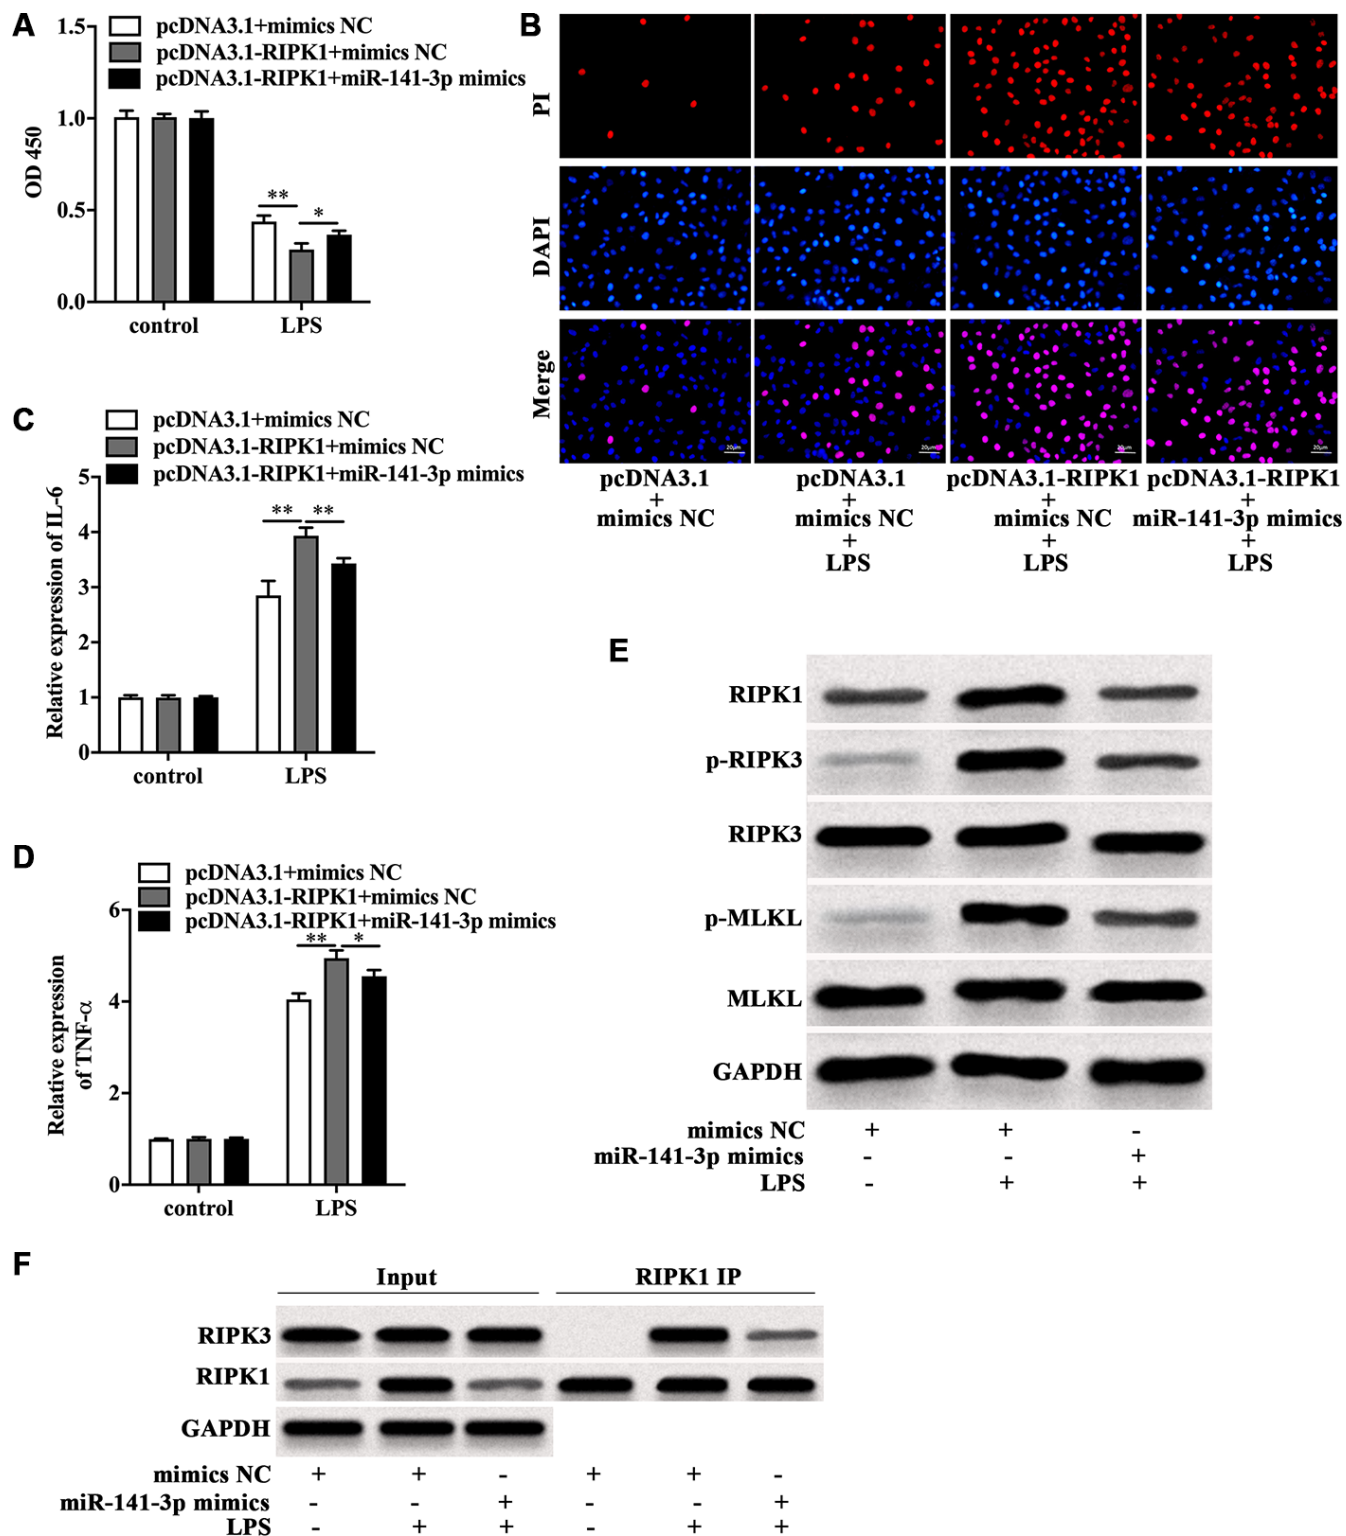 A
pcDNA3.1+mimics NC
pcDNA3.1-RIPK1+mimics NC
pcDNA3.1-RIPK1+miR-141-3p mimics
OD 450
1.5
1.0
0.5
0.0
** *
control LPS
B
PI
DAPI
Merge
20μm 20μm 20μm 20μm
pcDNA3.1 pcDNA3.1 pcDNA3.1-RIPK1 pcDNA3.1-RIPK1
+ + + +
mimics NC mimics NC mimics NC miR-141-3p mimics
+ + +
LPS LPS LPS
C
pcDNA3.1+mimics NC
pcDNA3.1-RIPK1+mimics NC
pcDNA3.1-RIPK1+miR-141-3p mimics
Relative expression of IL-6
5
4
3
2
1
0
** **
control LPS
D
pcDNA3.1+mimics NC
pcDNA3.1-RIPK1+mimics NC
pcDNA3.1-RIPK1+miR-141-3p mimics
Relative expression
of TNF-α
6
4
2
0
** *
control LPS
E
RIPK1
p-RIPK3
RIPK3
p-MLKL
MLKL
GAPDH
mimics NC + + -
miR-141-3p mimics - - +
LPS - + +
F
Input RIPK1 IP
RIPK3
RIPK1
GAPDH
mimics NC + + - + + -
miR-141-3p mimics - - + - - +
LPS - + + - + +